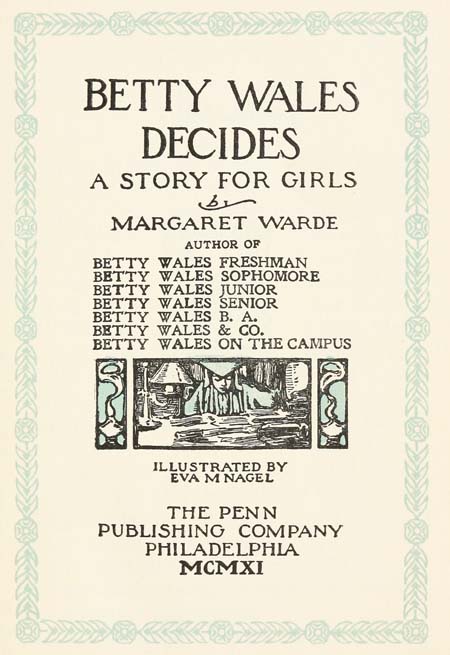 BETTY WALES
DECIDES
A STORY FOR GIRLS
by
MARGARET WARDE
AUTHOR OF
BETTY WALES FRESHMAN
BETTY WALES SOPHOMORE
BETTY WALES JUNIOR
BETTY WALES SENIOR
BETTY WALES B. A.
BETTY WALES & CO.
BETTY WALES ON THE CAMPUS
ILLUSTRATED BY
EVA M NAGEL
THE PENN
PUBLISHING COMPANY
PHILADELPHIA
MCMXI